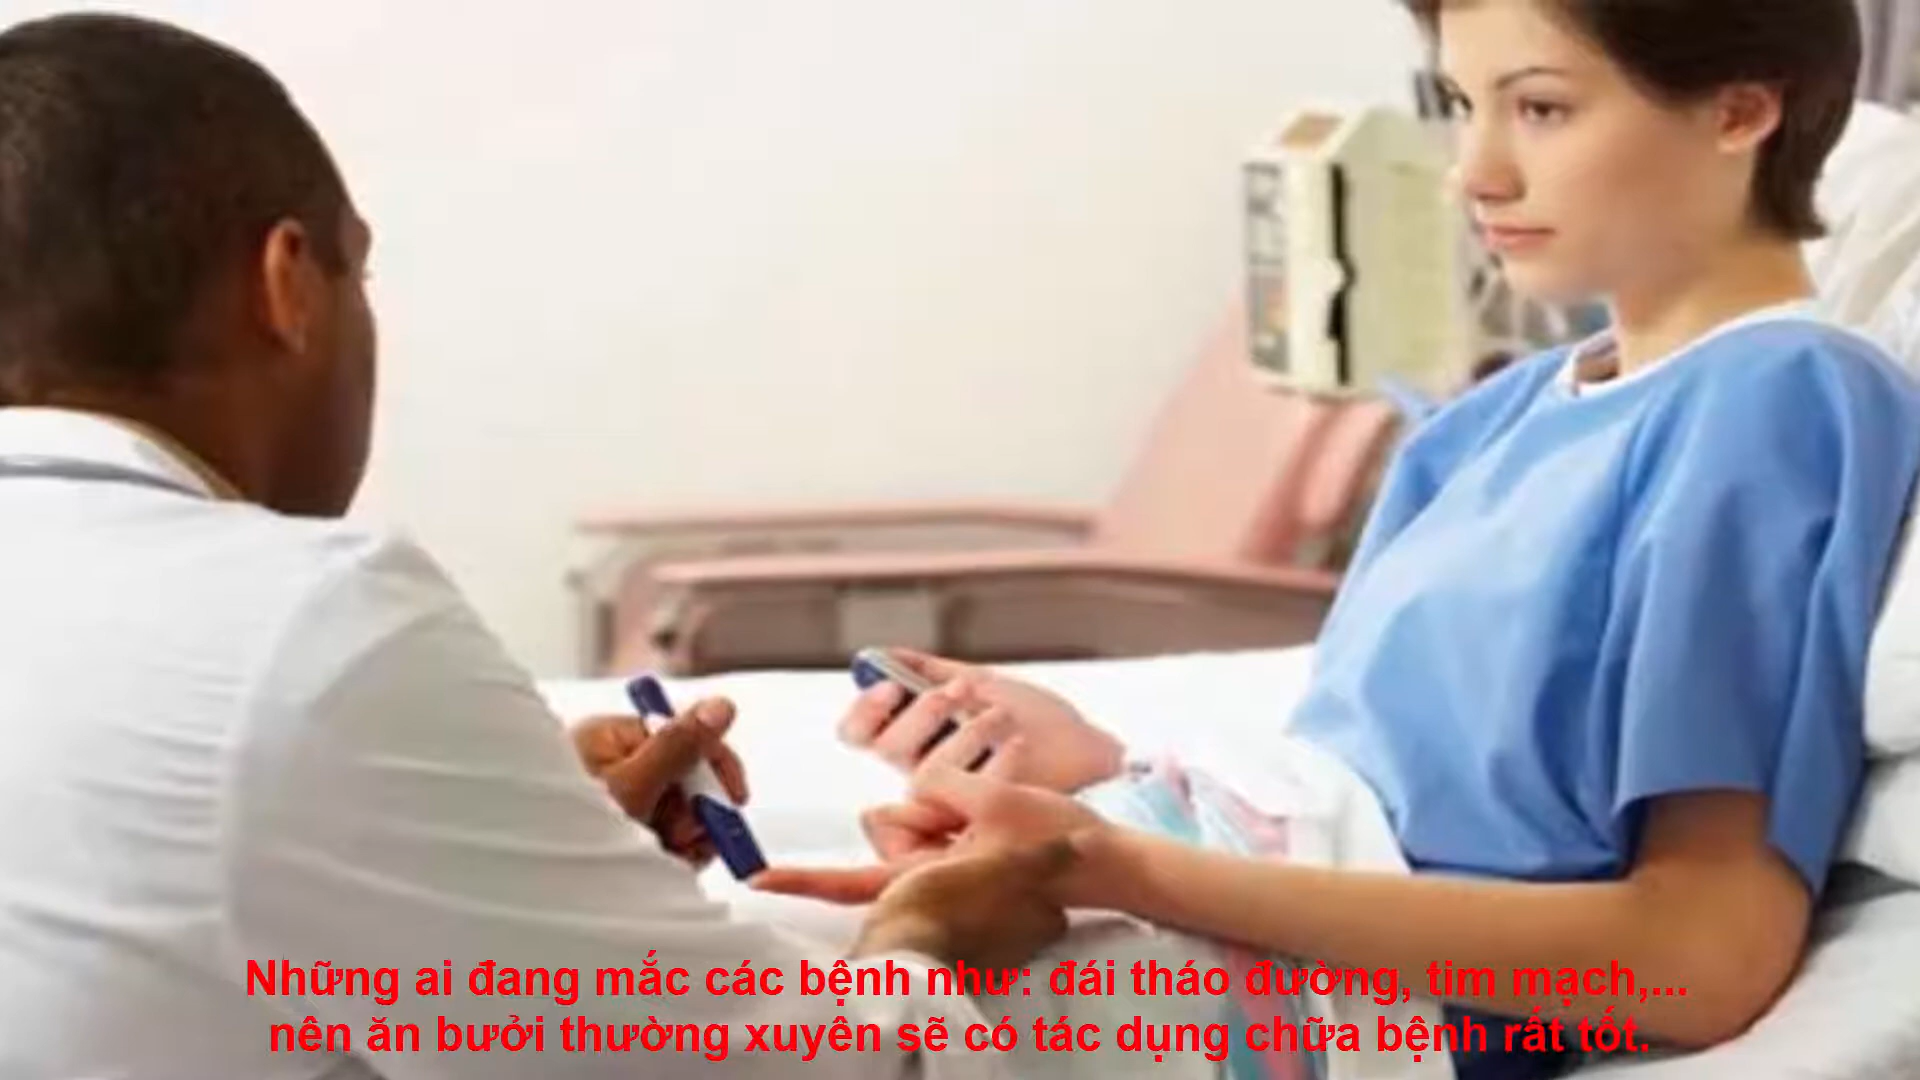 Những ai đang mắc các bệnh như: đái tháo đường, tim mạch,...
nên ăn bưởi thường xuyên sẽ có tác dụng chữa bệnh rất tốt.